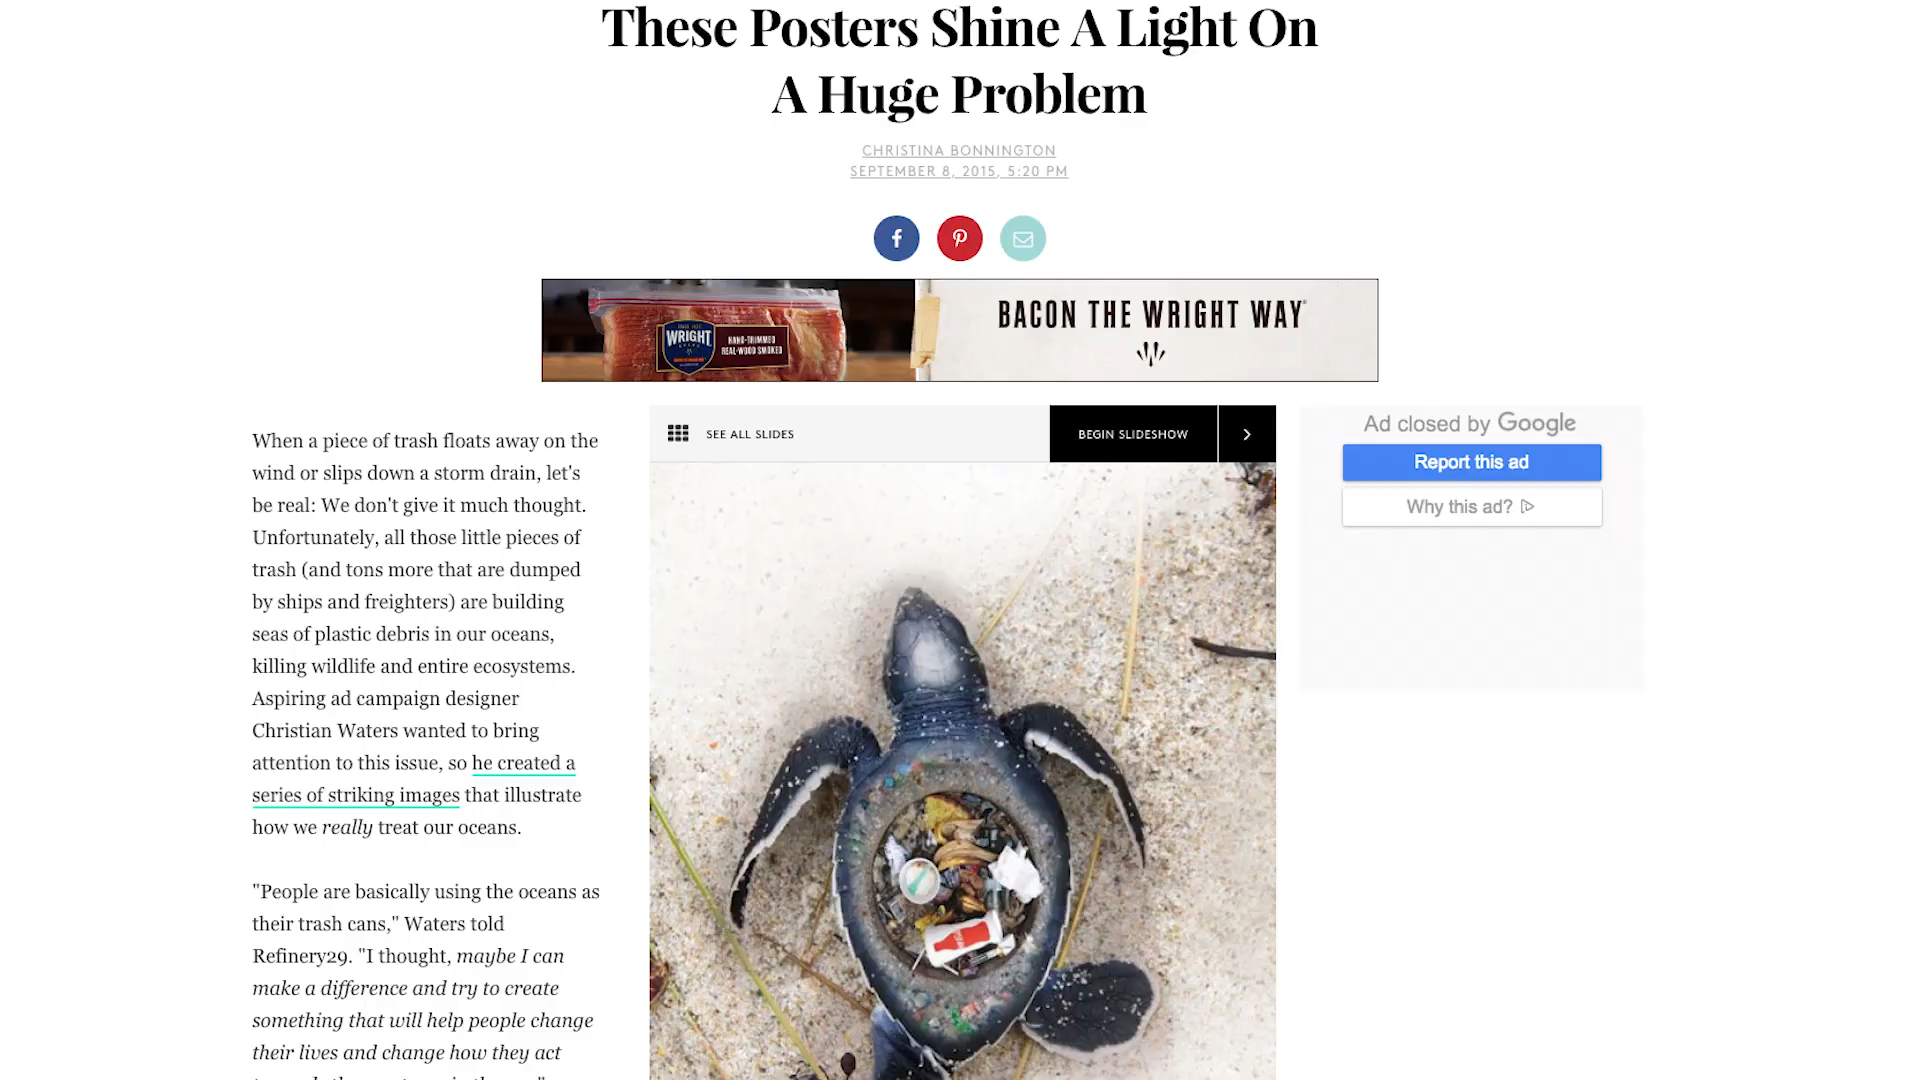 These Posters Shine A Light On
A Huge Problem
CHRISTINA BONNINGTON
SEPTEMBER 8, 2015, 5:20 PM
WRIGHT
HAND-TRIMMED
REAL-WOOD SMOKED
BACON THE WRIGHT WAY®
SEE ALL SLIDES
BEGIN SLIDESHOW
Ad closed by Google
Report this ad
Why this ad?
When a piece of trash floats away on the
wind or slips down a storm drain, let's
be real: We don't give it much thought.
Unfortunately, all those little pieces of
trash (and tons more that are dumped
by ships and freighters) are building
seas of plastic debris in our oceans,
killing wildlife and entire ecosystems.
Aspiring ad campaign designer
Christian Waters wanted to bring
attention to this issue, so he created a
series of striking images that illustrate
how we really treat our oceans.
"People are basically using the oceans as
their trash cans," Waters told
Refinery29. "I thought, maybe I can
make a difference and try to create
something that will help people change
their lives and change how they act